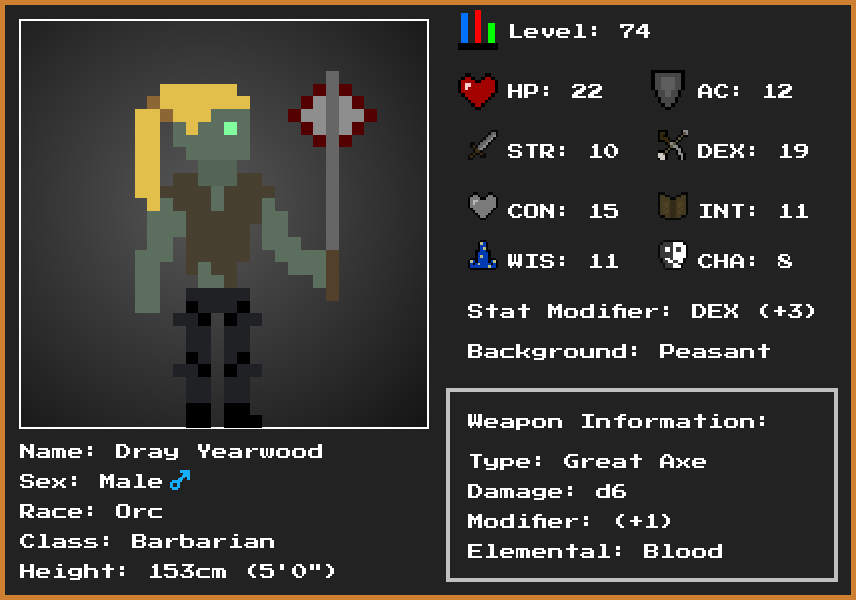 Level: 74
HP: 22
AC: 12
STR: 10
DEX: 19
CON: 15
INT: 11
WIS: 11
CHA: 8
Stat Modifier: DEX (+3)
Background: Peasant
Weapon Information:
Type: Great Axe
Damage: d6
Modifier: (+1)
Elemental: Blood
Name: Dray Yearwood
Sex: Male♂
Race: Orc
Class: Barbarian
Height: 153cm (5'0")